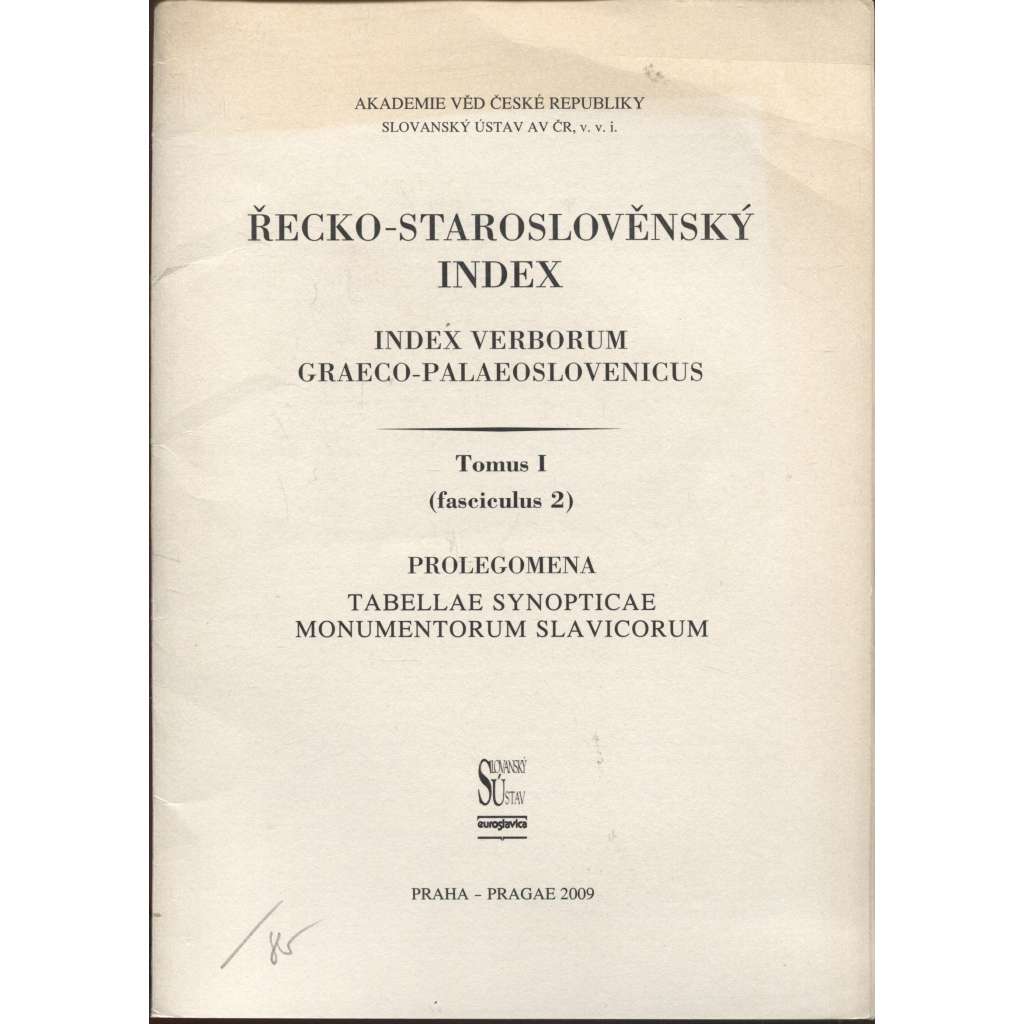 AKADEMIE VĚD ČESKÉ REPUBLIKY
SLOVANSKÝ ÚSTAV AV ČR, v. v. i.
ŘECKO-STAROSLOVĚNSKÝ
INDEX
INDEX VERBORUM
GRAECO-PALAEOSLOVENICUS
Tomus I
(fasciculus 2)
PROLEGOMENA
TABELLAE SYNOPTICAE
MONUMENTORUM SLAVICORUM
SLOVANSKÝ
ÚSTAV
euroslavica
PRAHA – PRAGAE 2009